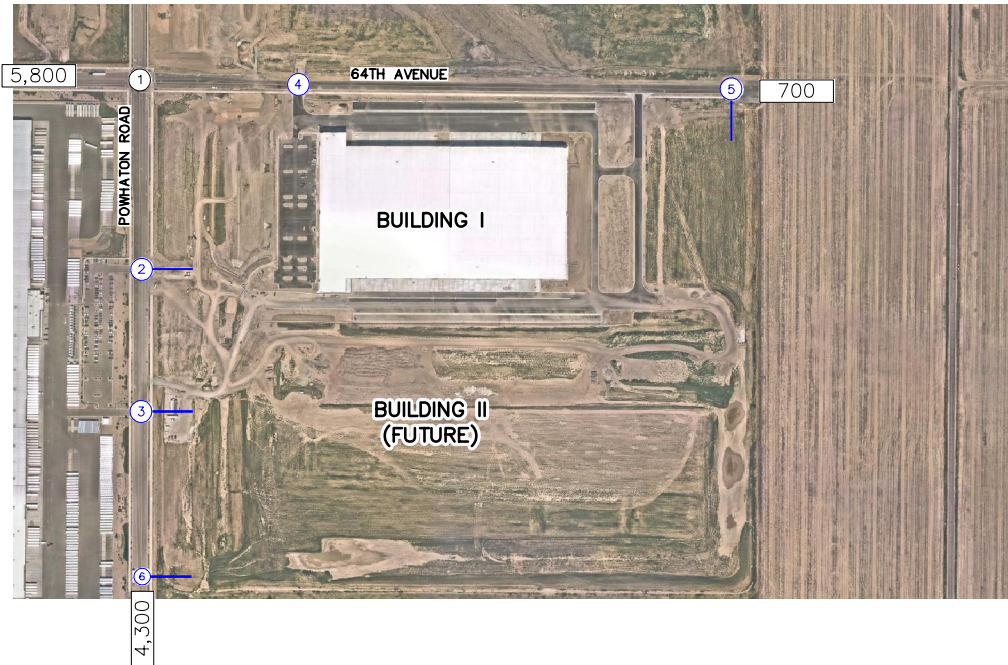 5,800
1
4
64TH AVENUE
5
700
POWHATON ROAD
BUILDING I
2
3
BUILDING II
(FUTURE)
6
4,300